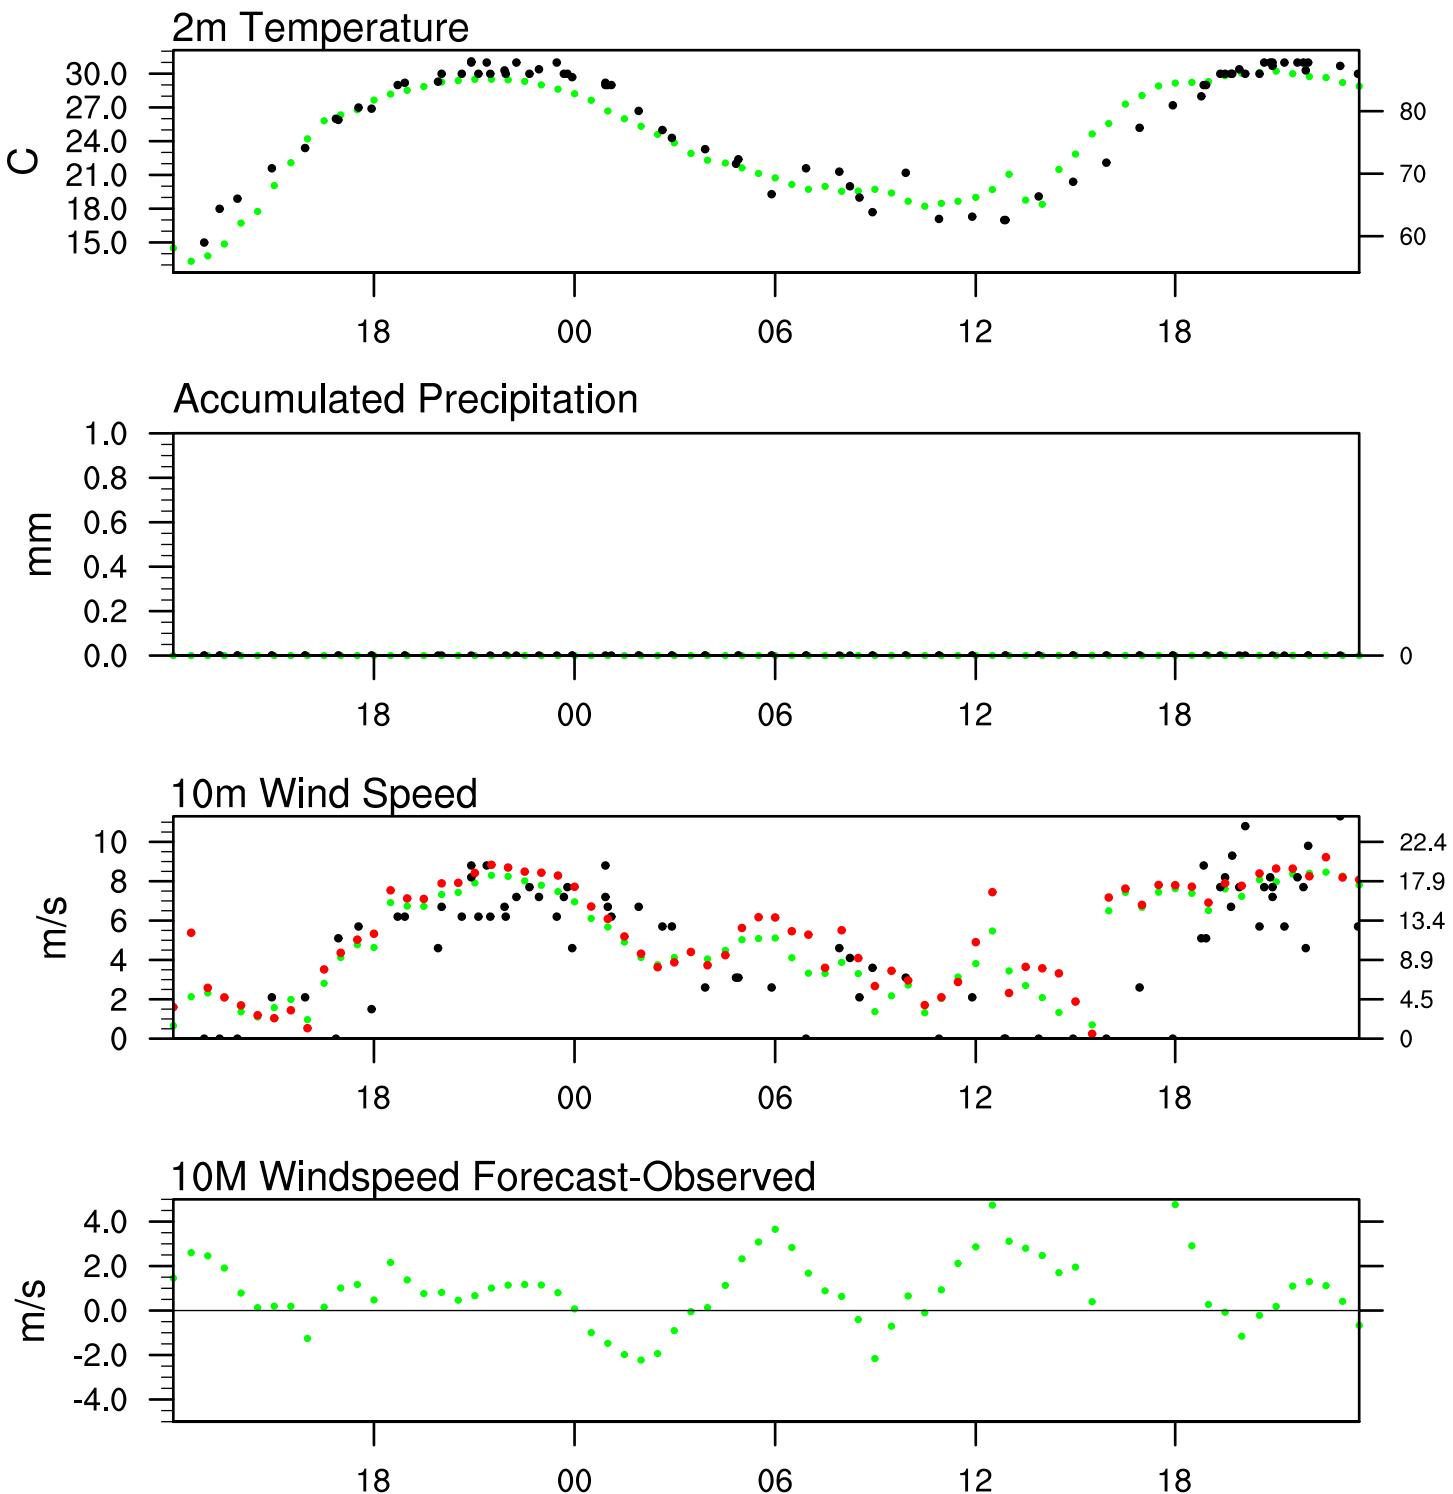 2m Temperature
30.0
27.0
24.0
21.0
18.0
15.0
C
80
70
60
18 00 06 12 18
Accumulated Precipitation
1.0
0.8
0.6
0.4
0.2
0.0
mm
0
18 00 06 12 18
10m Wind Speed
10
8
6
4
2
0
m/s
22.4
17.9
13.4
8.9
4.5
0
18 00 06 12 18
10M Windspeed Forecast-Observed
4.0
2.0
0.0
-2.0
-4.0
m/s
18 00 06 12 18